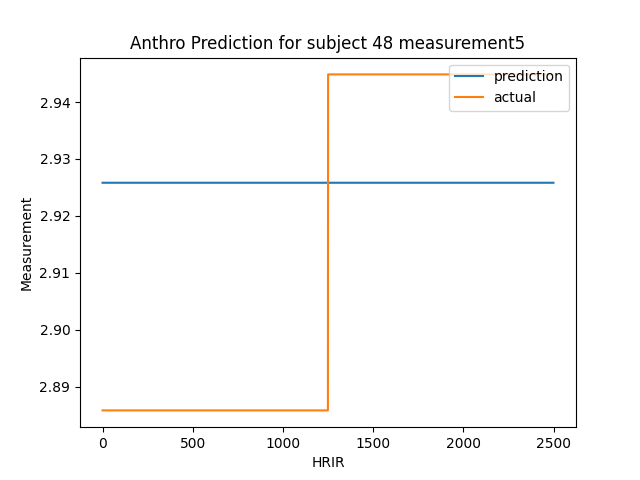 Anthro Prediction for subject 48 measurement5
prediction
actual
2.94
2.93
2.92
2.91
2.90
2.89
Measurement
0 500 1000 1500 2000 2500
HRIR